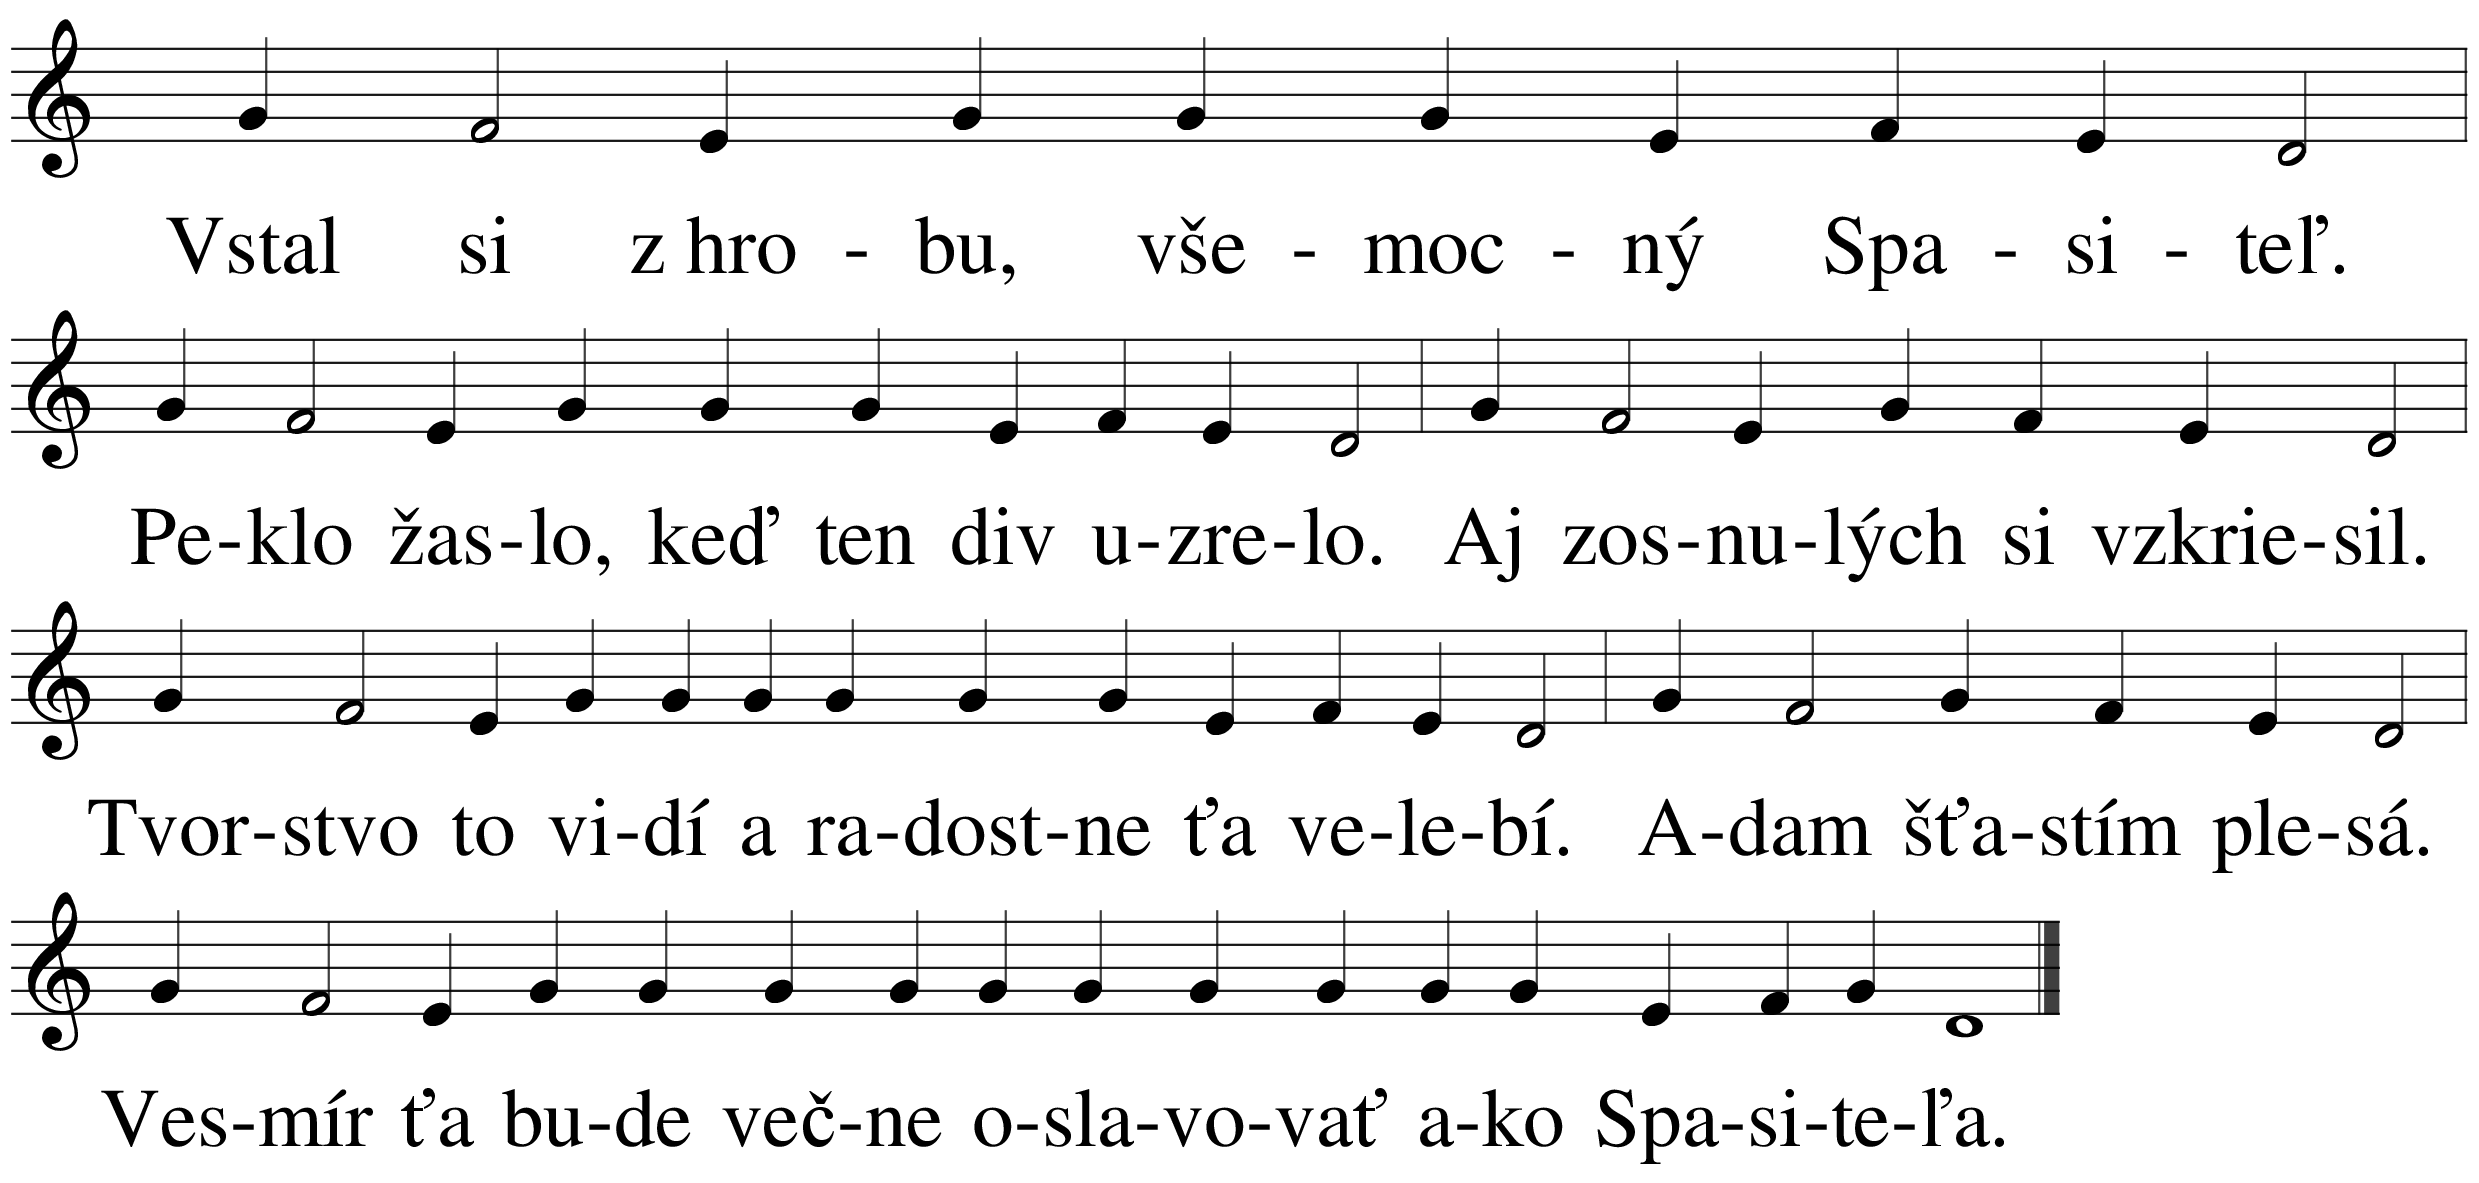 Vstal si z hro - bu, vše - moc - ný Spa - si - teľ.
Pe-klo žas-lo, keď ten div u-zre-lo. Aj zos-nu-lých si vzkrie-sil.
Tvor-stvo to vi-dí a ra-dost-ne ťa ve-le-bí. A-dam šťa-stím ple-sá.
Ves-mír ťa bu-de več-ne o-sla-vo-vať a-ko Spa-si-te-ľa.